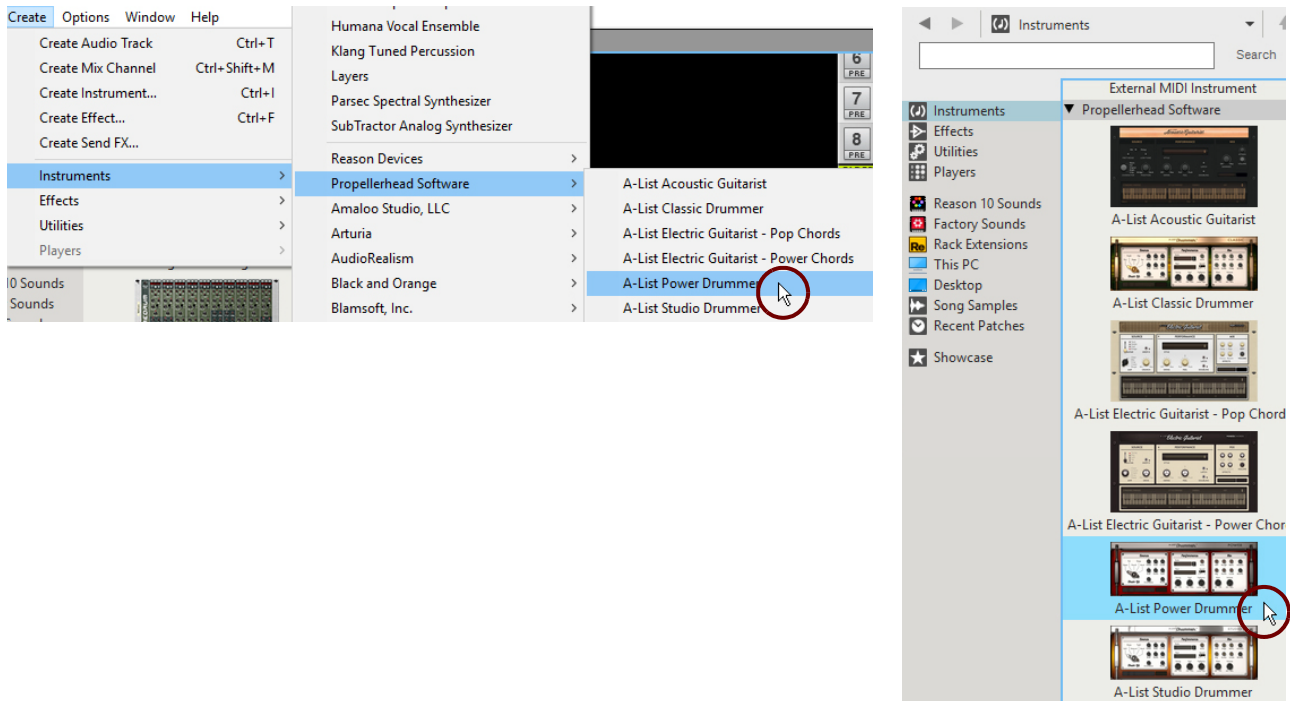 Create Options Window Help
Create Audio Track Ctrl+T
Create Mix Channel Ctrl+Shift+M
Create Instrument... Ctrl+I
Create Effect... Ctrl+F
Create Send FX...
Instruments
Effects
Utilities
Players
10 Sounds
Sounds
Humana Vocal Ensemble
Klang Tuned Percussion
Layers
Parsec Spectral Synthesizer
SubTractor Analog Synthesizer
Reason Devices
Propellerhead Software
Amaloo Studio, LLC
Arturia
AudioRealism
Black and Orange
Blamsoft, Inc.
6
PRE
7
PRE
8
PRE
A-List Acoustic Guitarist
A-List Classic Drummer
A-List Electric Guitarist - Pop Chords
A-List Electric Guitarist - Power Chords
A-List Power Drummer
A-List Studio Drummer
Instruments
Search
Instruments
Effects
Utilities
Players
Reason 10 Sounds
Factory Sounds
Re Rack Extensions
This PC
Desktop
Song Samples
Recent Patches
Showcase
External MIDI Instrument
Propellerhead Software
A-List Acoustic Guitarist
A-List Classic Drummer
A-List Electric Guitarist - Pop Chord
A-List Electric Guitarist - Power Chor
A-List Power Drummer
A-List Studio Drummer